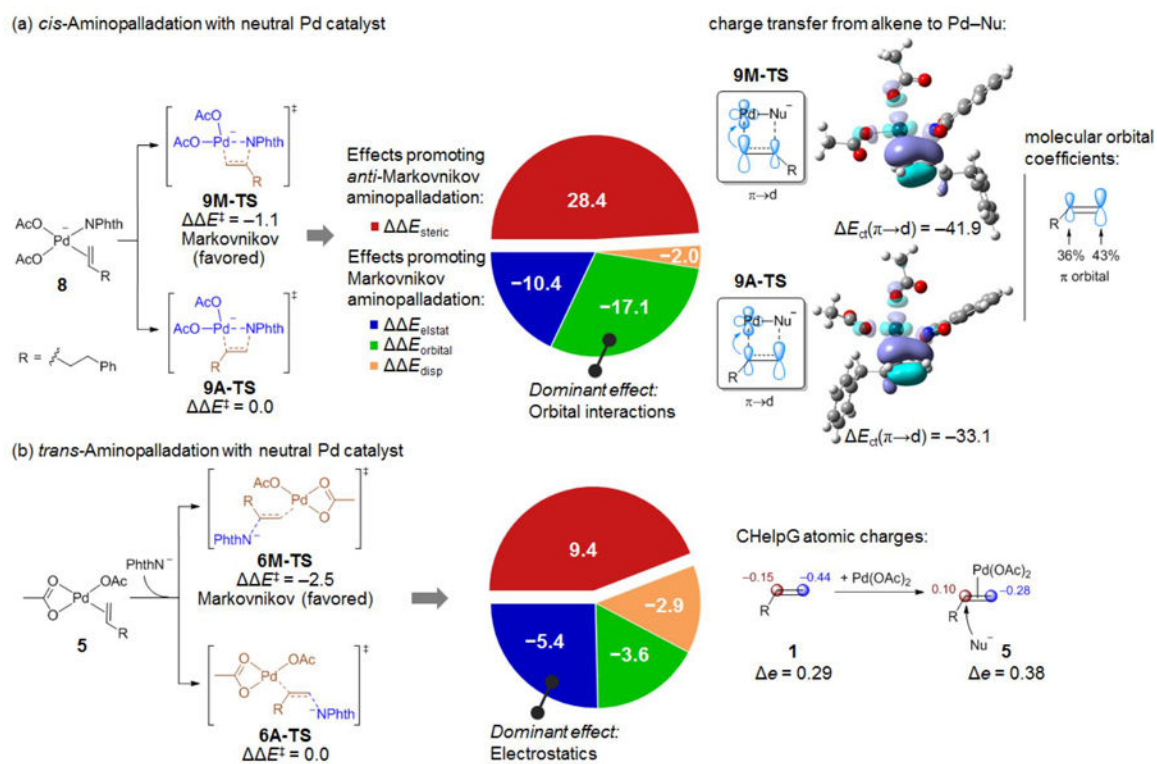 (a) cis-Aminopalladation with neutral Pd catalyst
AcO
AcO
Pd
NPhth
R
8
R =
Ph
AcO
AcO
Pd
NPhth
R
‡
9M-TS
ΔΔE‡ = −1.1
Markovnikov
(favored)
AcO
AcO
Pd
NPhth
R
‡
9A-TS
ΔΔE‡ = 0.0
Effects promoting
anti-Markovnikov
aminopalladation:
ΔΔEsteric
Effects promoting
Markovnikov
aminopalladation:
ΔΔEelstat
ΔΔEorbital
ΔΔEdisp
28.4
−2.0
−10.4
−17.1
Dominant effect:
Orbital interactions
charge transfer from alkene to Pd–Nu:
9M-TS
Pd–Nu−
R
π→d
ΔEct(π→d) = −41.9
9A-TS
Pd–Nu−
R
π→d
ΔEct(π→d) = −33.1
molecular orbital
coefficients:
R
36% 43%
π orbital
(b) trans-Aminopalladation with neutral Pd catalyst
O
O
Pd
OAc
R
5
PhthN−
AcO
Pd
O
O
R
PhthN−
‡
6M-TS
ΔΔE‡ = −2.5
Markovnikov (favored)
O
O
Pd
OAc
R
−NPhth
‡
6A-TS
ΔΔE‡ = 0.0
9.4
−2.9
−5.4
−3.6
Dominant effect:
Electrostatics
CHelpG atomic charges:
−0.15
−0.44
R
1
Δe = 0.29
+ Pd(OAc)2
Pd(OAc)2
0.10
−0.28
R
Nu−
5
Δe = 0.38